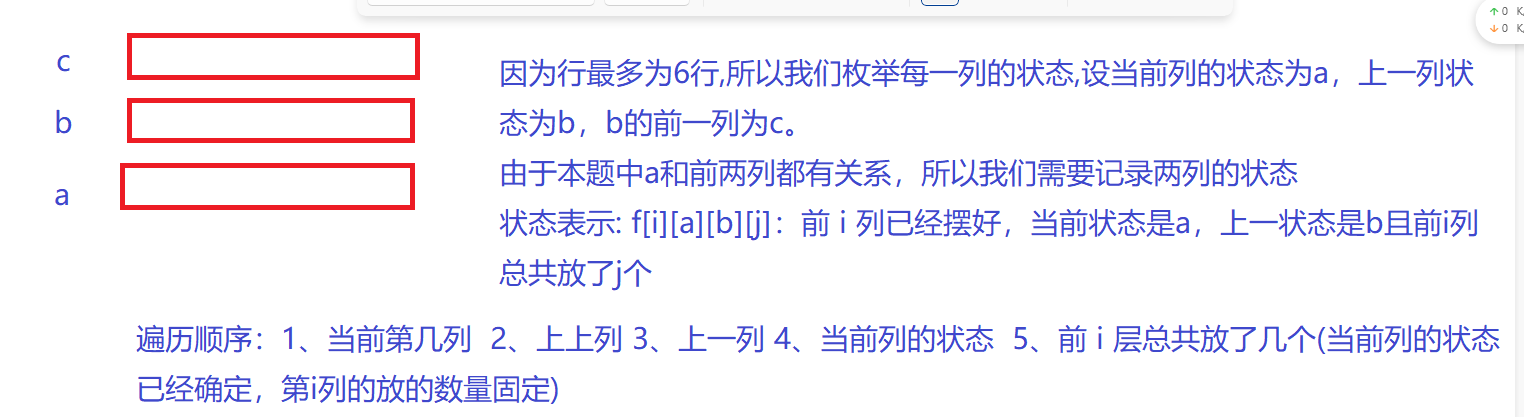 ↑ 0 K
↓ 0 K
c
因为行最多为6行,所以我们枚举每一列的状态,设当前列的状态为a，上一列状
b
态为b，b的前一列为c。
由于本题中a和前两列都有关系，所以我们需要记录两列的状态
a
状态表示: f[i][a][b][j]：前 i 列已经摆好，当前状态是a，上一状态是b且前i列
总共放了j个
遍历顺序：1、当前第几列 2、上上列 3、上一列 4、当前列的状态 5、前 i 层总共放了几个(当前列的状态
已经确定，第i列的放的数量固定)